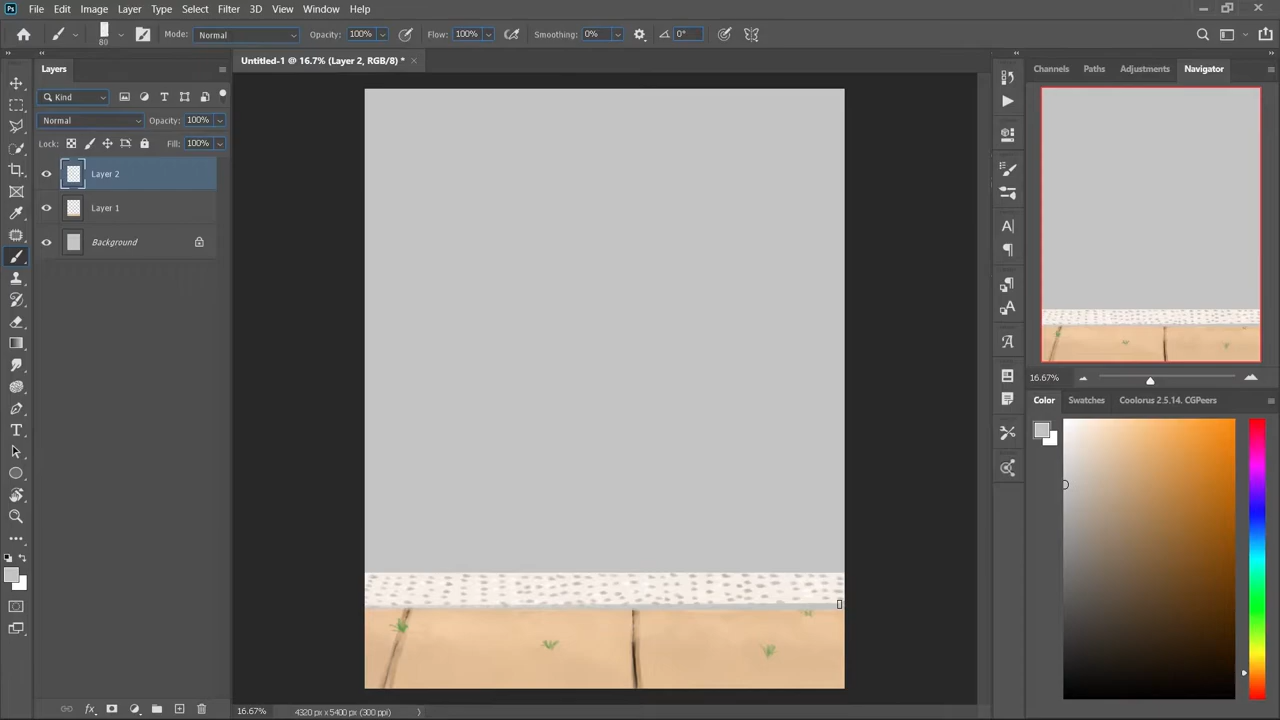 Ps File Edit Image Layer Type Select Filter 3D View Window Help
80 Mode: Normal Opacity: 100% Flow: 100% Smoothing: 0% 0°
Untitled-1 @ 16.7% (Layer 2, RGB/8) *
Layers
Kind
Normal Opacity: 100%
Lock: Fill: 100%
Layer 2
Layer 1
Background
Channels Paths Adjustments Navigator
16.67%
Color Swatches Coolorus 2.5.14. CGPeers
16.67% 4320 px x 5400 px (300 ppi)